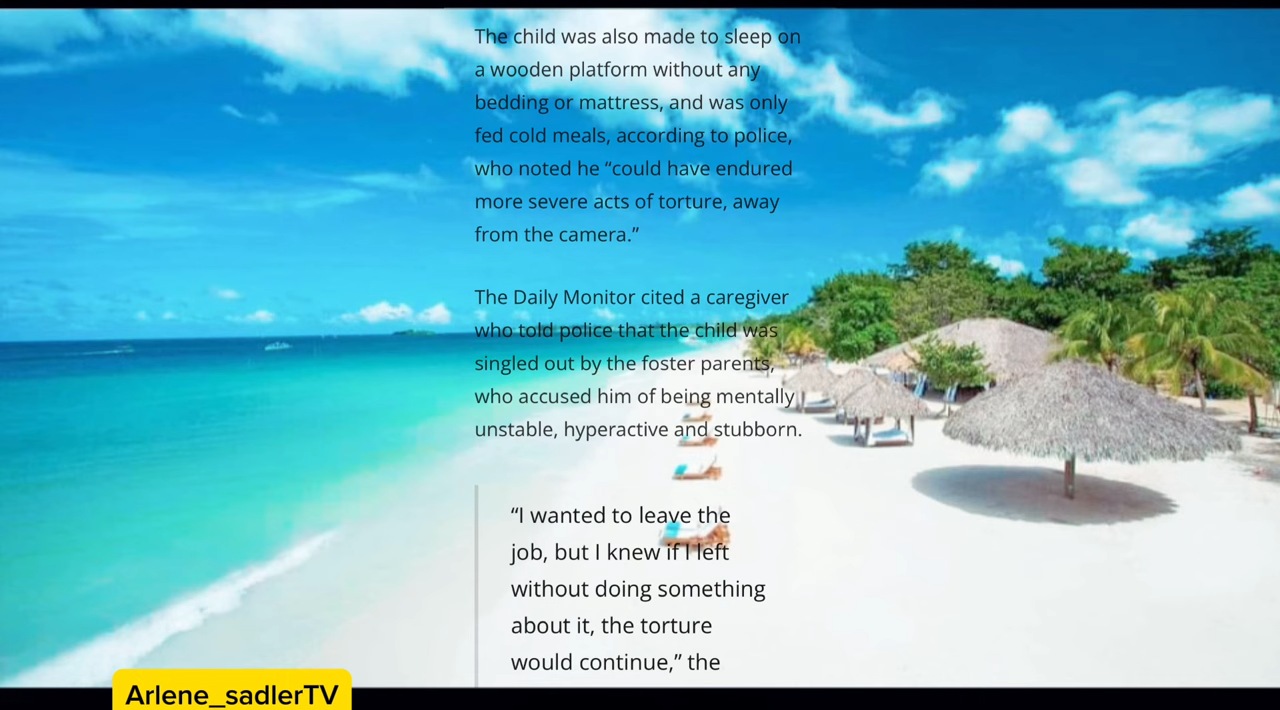 The child was also made to sleep on
a wooden platform without any
bedding or mattress, and was only
fed cold meals, according to police,
who noted he “could have endured
more severe acts of torture, away
from the camera.”
The Daily Monitor cited a caregiver
who told police that the child was
singled out by the foster parents,
who accused him of being mentally
unstable, hyperactive and stubborn.
“I wanted to leave the
job, but I knew if I left
without doing something
about it, the torture
would continue,” the
Arlene_sadlerTV